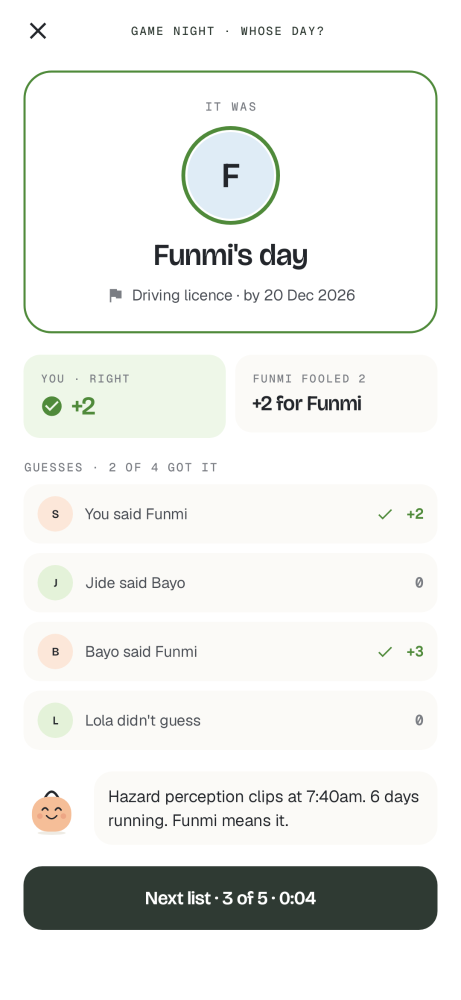 GAME NIGHT · WHOSE DAY?
IT WAS
F
Funmi's day
Driving licence · by 20 Dec 2026
YOU · RIGHT
+2
FUNMI FOOLED 2
+2 for Funmi
GUESSES · 2 OF 4 GOT IT
S You said Funmi +2
J Jide said Bayo 0
B Bayo said Funmi +3
L Lola didn't guess 0
Hazard perception clips at 7:40am. 6 days
running. Funmi means it.
Next list · 3 of 5 · 0:04